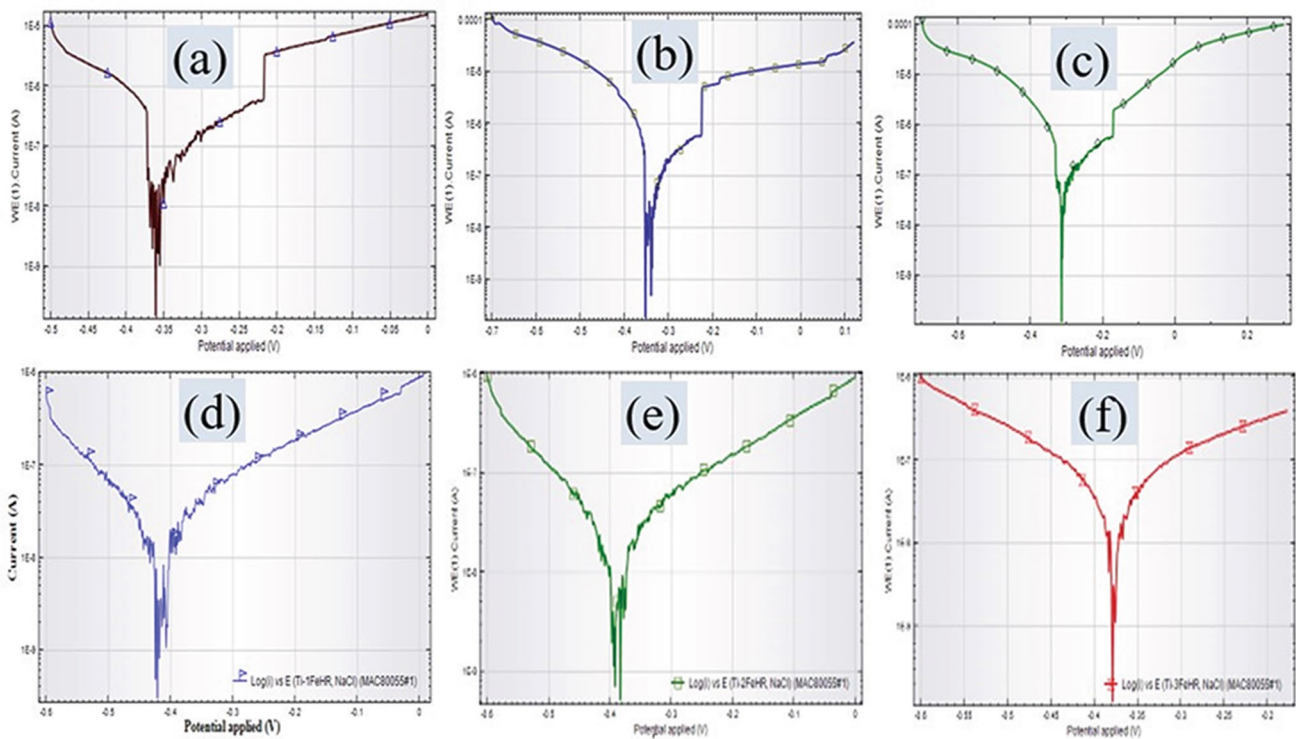 (a)
WE(1).Current (A)
1E-5
1E-6
1E-7
1E-8
1E-9
-0.5 -0.45 -0.4 -0.35 -0.3 -0.25 -0.2 -0.15 -0.1 -0.05 0
Potential applied (V)
(b)
WE(1).Current (A)
0.0001
1E-5
1E-6
1E-7
1E-8
1E-9
-0.7 -0.6 -0.5 -0.4 -0.3 -0.2 -0.1 0 0.1
Potential applied (V)
(c)
WE(1).Current (A)
0.0001
1E-5
1E-6
1E-7
1E-8
1E-9
-0.6 -0.4 -0.2 0 0.2
Potential applied (V)
(d)
Current (A)
1E-6
1E-7
1E-8
1E-9
Log(i) vs E (Ti-1FeHR, NaCl) (MAC80055#1)
-0.6 -0.5 -0.4 -0.3 -0.2 -0.1 0
Potential applied (V)
(e)
WE(1).Current (A)
1E-6
1E-7
1E-8
1E-9
Log(i) vs E (Ti-2FeHR, NaCl) (MAC80055#1)
-0.6 -0.5 -0.4 -0.3 -0.2 -0.1 0
Potential applied (V)
(f)
WE(1).Current (A)
1E-6
1E-7
1E-8
1E-9
Log(i) vs E (Ti-3FeHR, NaCl) (MAC80055#1)
-0.6 -0.55 -0.5 -0.45 -0.4 -0.35 -0.3 -0.25 -0.2
Potential applied (V)